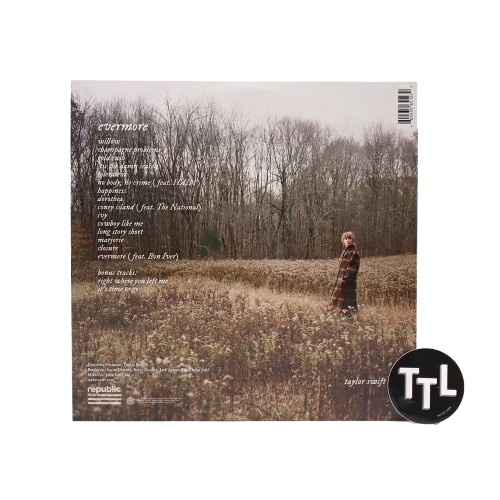 evermore
willow
champagne problems
gold rush
'tis the damn season
tolerate it
no body, no crime ( feat. HAIM )
happiness
dorothea
coney island ( feat. The National)
ivy
cowboy like me
long story short
marjorie
closure
evermore ( feat. Bon Iver)
bonus tracks:
right where you left me
it's time to go
taylor swift
republic
TTL